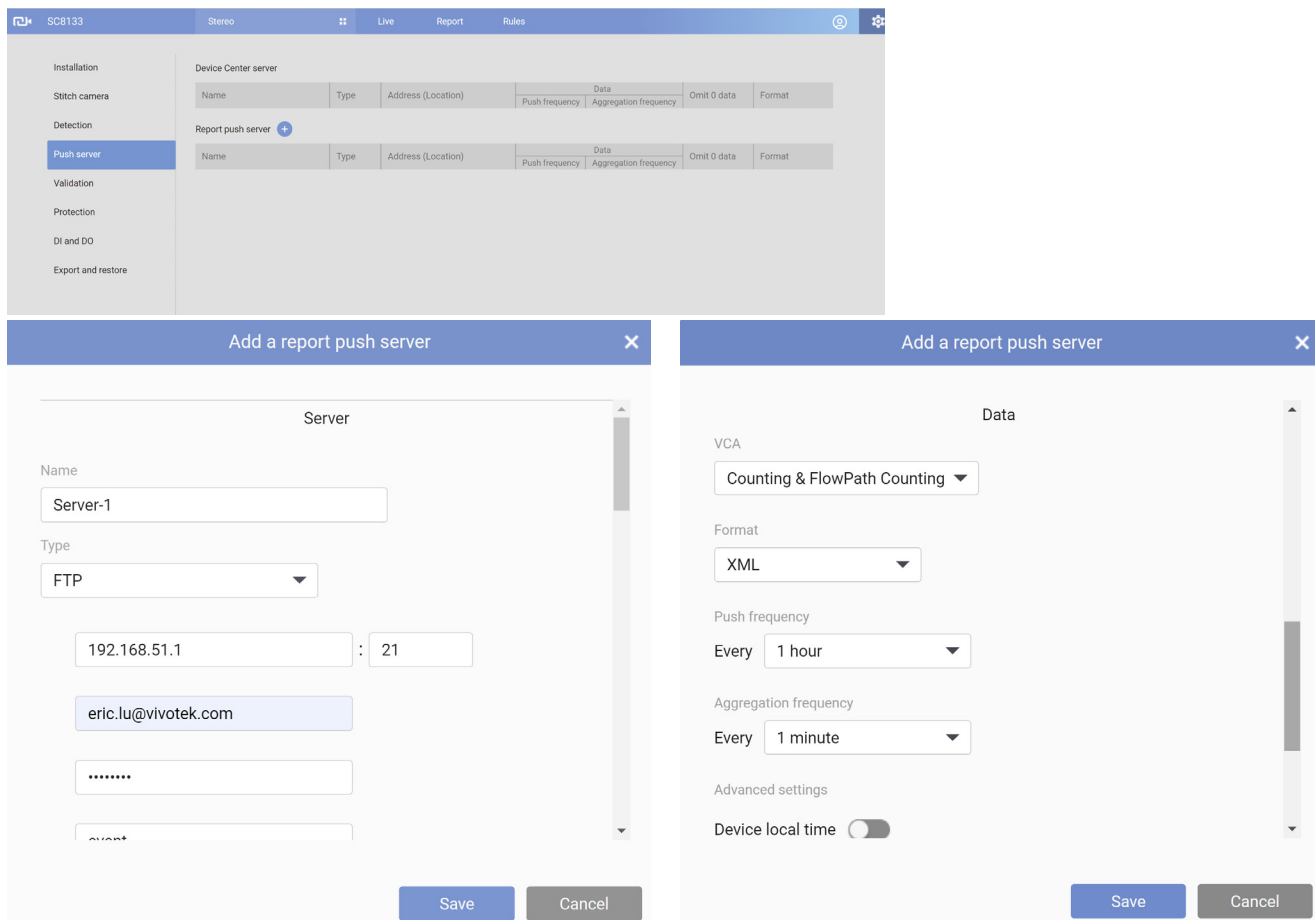 SC8133 Stereo Live Report Rules
Installation
Stitch camera
Detection
Push server
Validation
Protection
DI and DO
Export and restore
Device Center server
Name Type Address (Location) Data Push frequency Aggregation frequency Omit 0 data Format
Report push server +
Name Type Address (Location) Data Push frequency Aggregation frequency Omit 0 data Format
Add a report push server
Server
Name
Server-1
Type
FTP
192.168.51.1 : 21
eric.lu@vivotek.com
••••••••
event
Save Cancel
Add a report push server
Data
VCA
Counting & FlowPath Counting
Format
XML
Push frequency
Every 1 hour
Aggregation frequency
Every 1 minute
Advanced settings
Device local time
Save Cancel